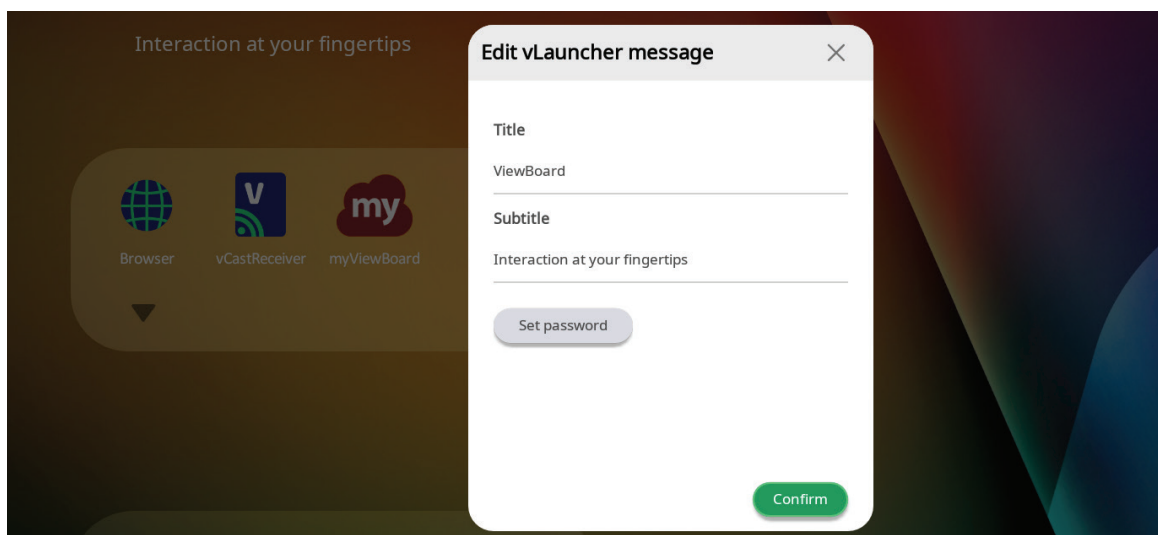 Interaction at your fingertips
Browser
V
vCastReceiver
my
myViewBoard
Edit vLauncher message
Title
ViewBoard
Subtitle
Interaction at your fingertips
Set password
Confirm